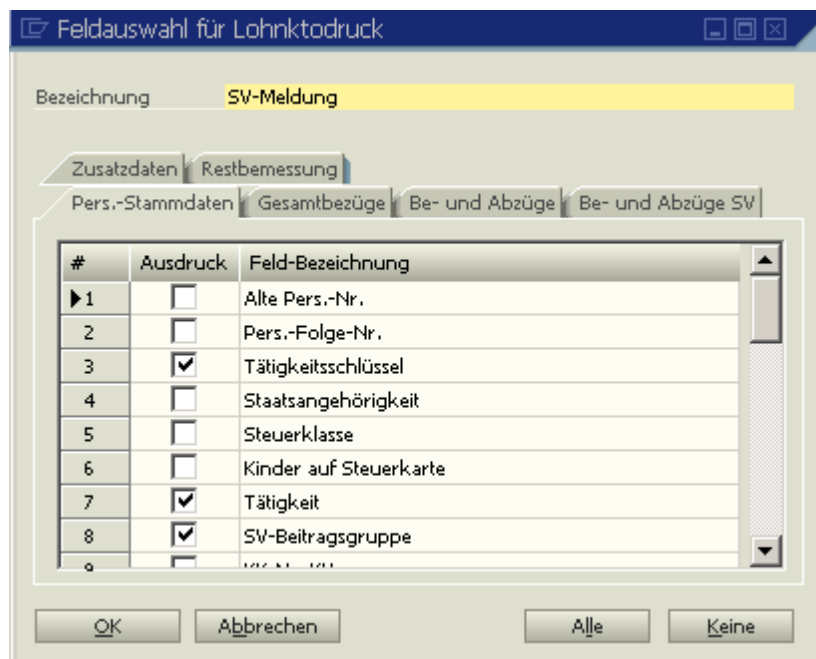 Feldauswahl für Lohnktodruck
Bezeichnung SV-Meldung
Zusatzdaten Restbemessung
Pers.-Stammdaten Gesamtbezüge Be- und Abzüge Be- und Abzüge SV
# Ausdruck Feld-Bezeichnung
1 Alte Pers.-Nr.
2 Pers.-Folge-Nr.
3 Tätigkeitsschlüssel
4 Staatsangehörigkeit
5 Steuerklasse
6 Kinder auf Steuerkarte
7 Tätigkeit
8 SV-Beitragsgruppe
OK Abbrechen Alle Keine